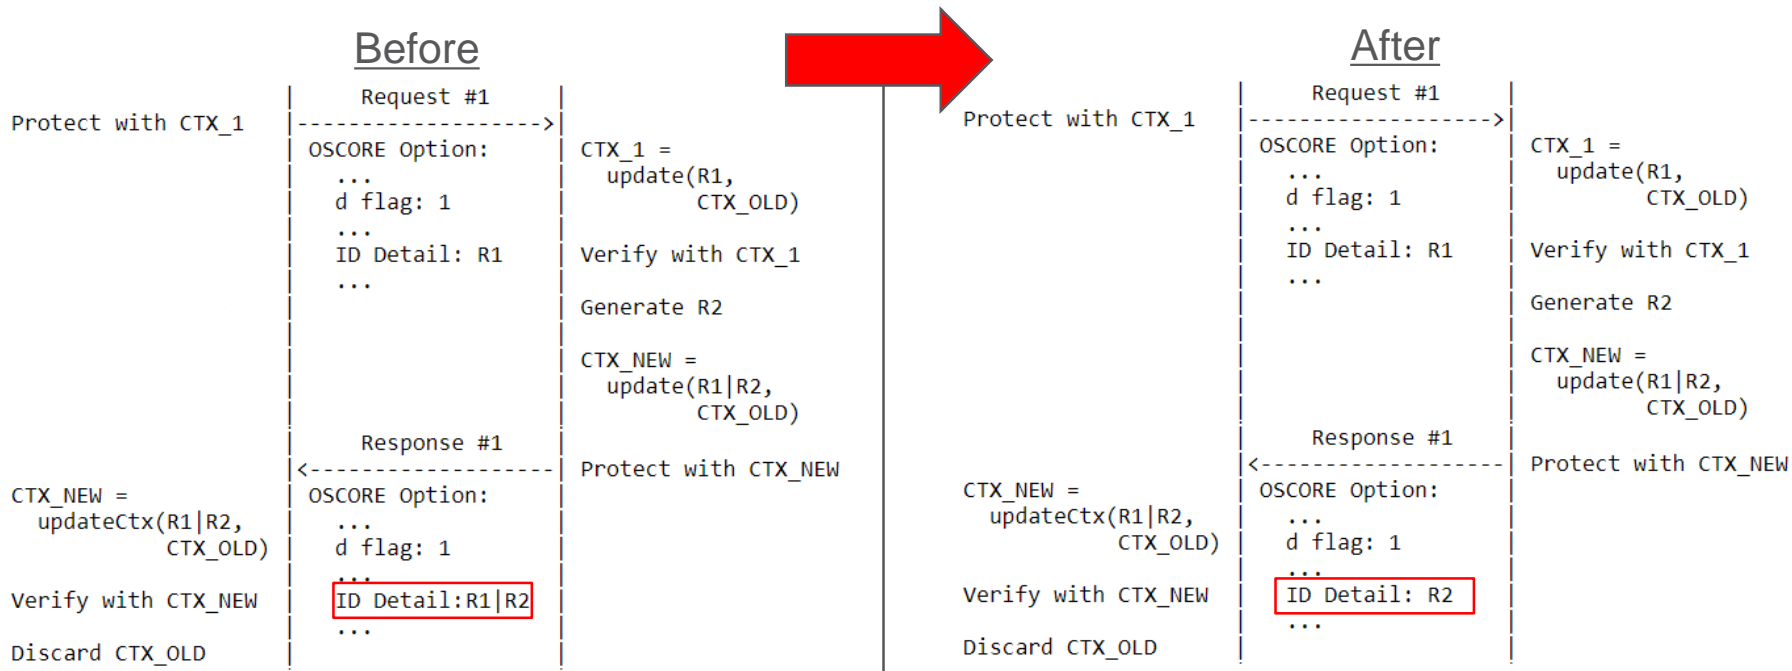 Before
Request #1
Protect with CTX_1 |------------------->|
OSCORE Option: CTX_1 =
... update(R1,
d flag: 1 CTX_OLD)
...
ID Detail: R1 Verify with CTX_1
...
Generate R2
CTX_NEW =
update(R1|R2,
CTX_OLD)
Response #1
|<-------------------| Protect with CTX_NEW
CTX_NEW = OSCORE Option:
updateCtx(R1|R2, ...
CTX_OLD) d flag: 1
...
Verify with CTX_NEW ID Detail:R1|R2
...
Discard CTX_OLD
After
Request #1
Protect with CTX_1 |------------------->|
OSCORE Option: CTX_1 =
... update(R1,
d flag: 1 CTX_OLD)
...
ID Detail: R1 Verify with CTX_1
...
Generate R2
CTX_NEW =
update(R1|R2,
CTX_OLD)
Response #1
|<-------------------| Protect with CTX_NEW
CTX_NEW = OSCORE Option:
updateCtx(R1|R2, ...
CTX_OLD) d flag: 1
...
Verify with CTX_NEW ID Detail: R2
...
Discard CTX_OLD